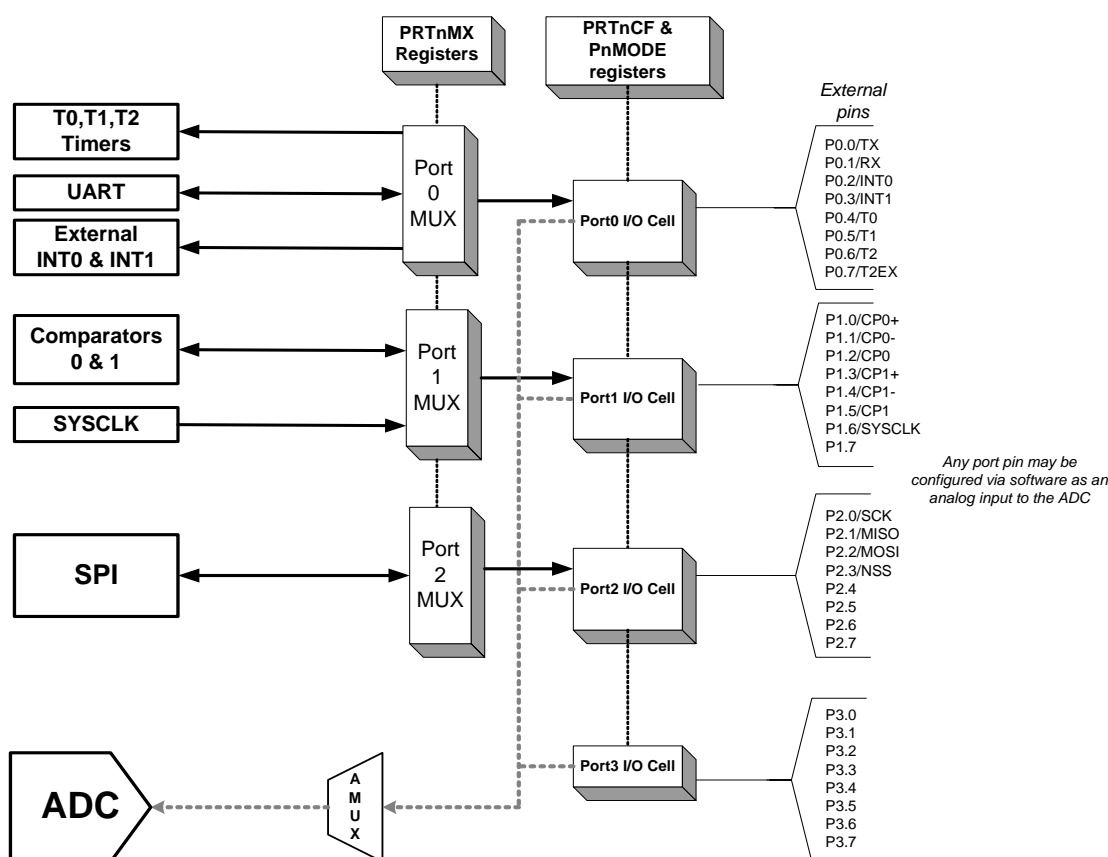 PRTnMX
Registers
PRTnCF &
PnMODE
registers
External
pins
T0,T1,T2
Timers
UART
External
INT0 & INT1
Port
0
MUX
Port0 I/O Cell
P0.0/TX
P0.1/RX
P0.2/INT0
P0.3/INT1
P0.4/T0
P0.5/T1
P0.6/T2
P0.7/T2EX
Comparators
0 & 1
SYSCLK
Port
1
MUX
Port1 I/O Cell
P1.0/CP0+
P1.1/CP0-
P1.2/CP0
P1.3/CP1+
P1.4/CP1-
P1.5/CP1
P1.6/SYSCLK
P1.7
Any port pin may be
configured via software as an
analog input to the ADC
SPI
Port
2
MUX
Port2 I/O Cell
P2.0/SCK
P2.1/MISO
P2.2/MOSI
P2.3/NSS
P2.4
P2.5
P2.6
P2.7
ADC
A
M
U
X
Port3 I/O Cell
P3.0
P3.1
P3.2
P3.3
P3.4
P3.5
P3.6
P3.7